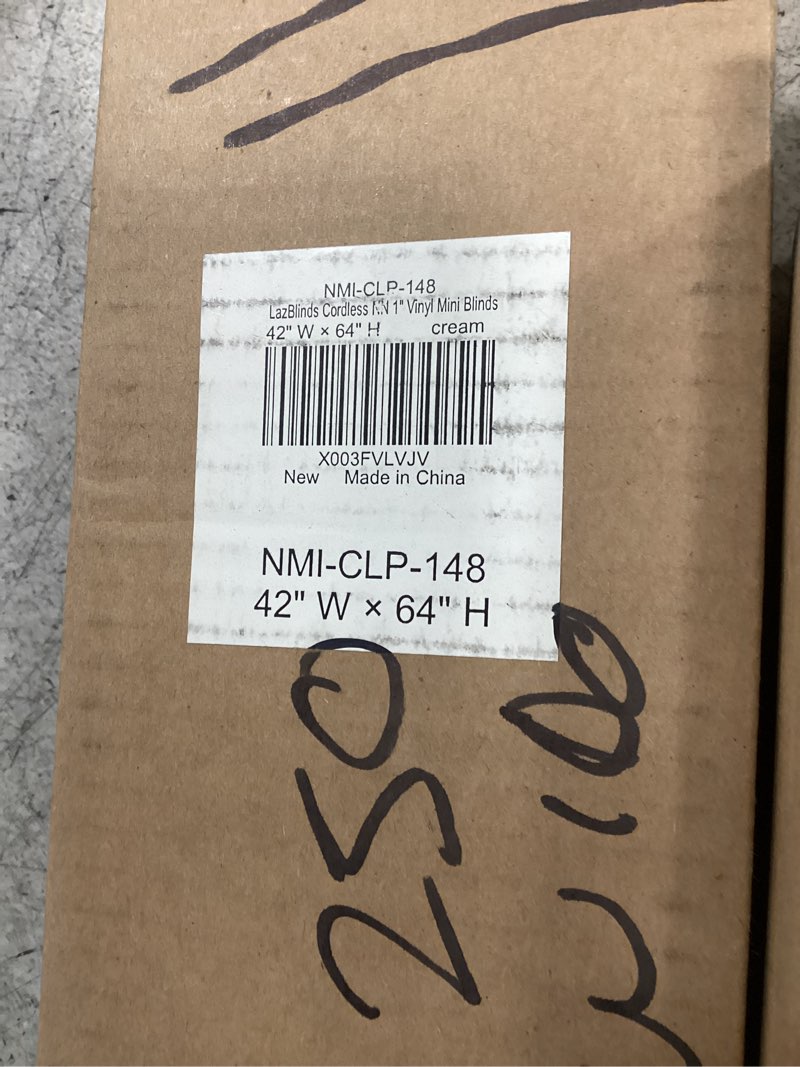 NMI-CLP-148
LazBlinds Cordless 1" Vinyl Mini Blinds
42" W × 64" H cream
X003FVLVJV
New Made in China
NMI-CLP-148
42" W × 64" H
250